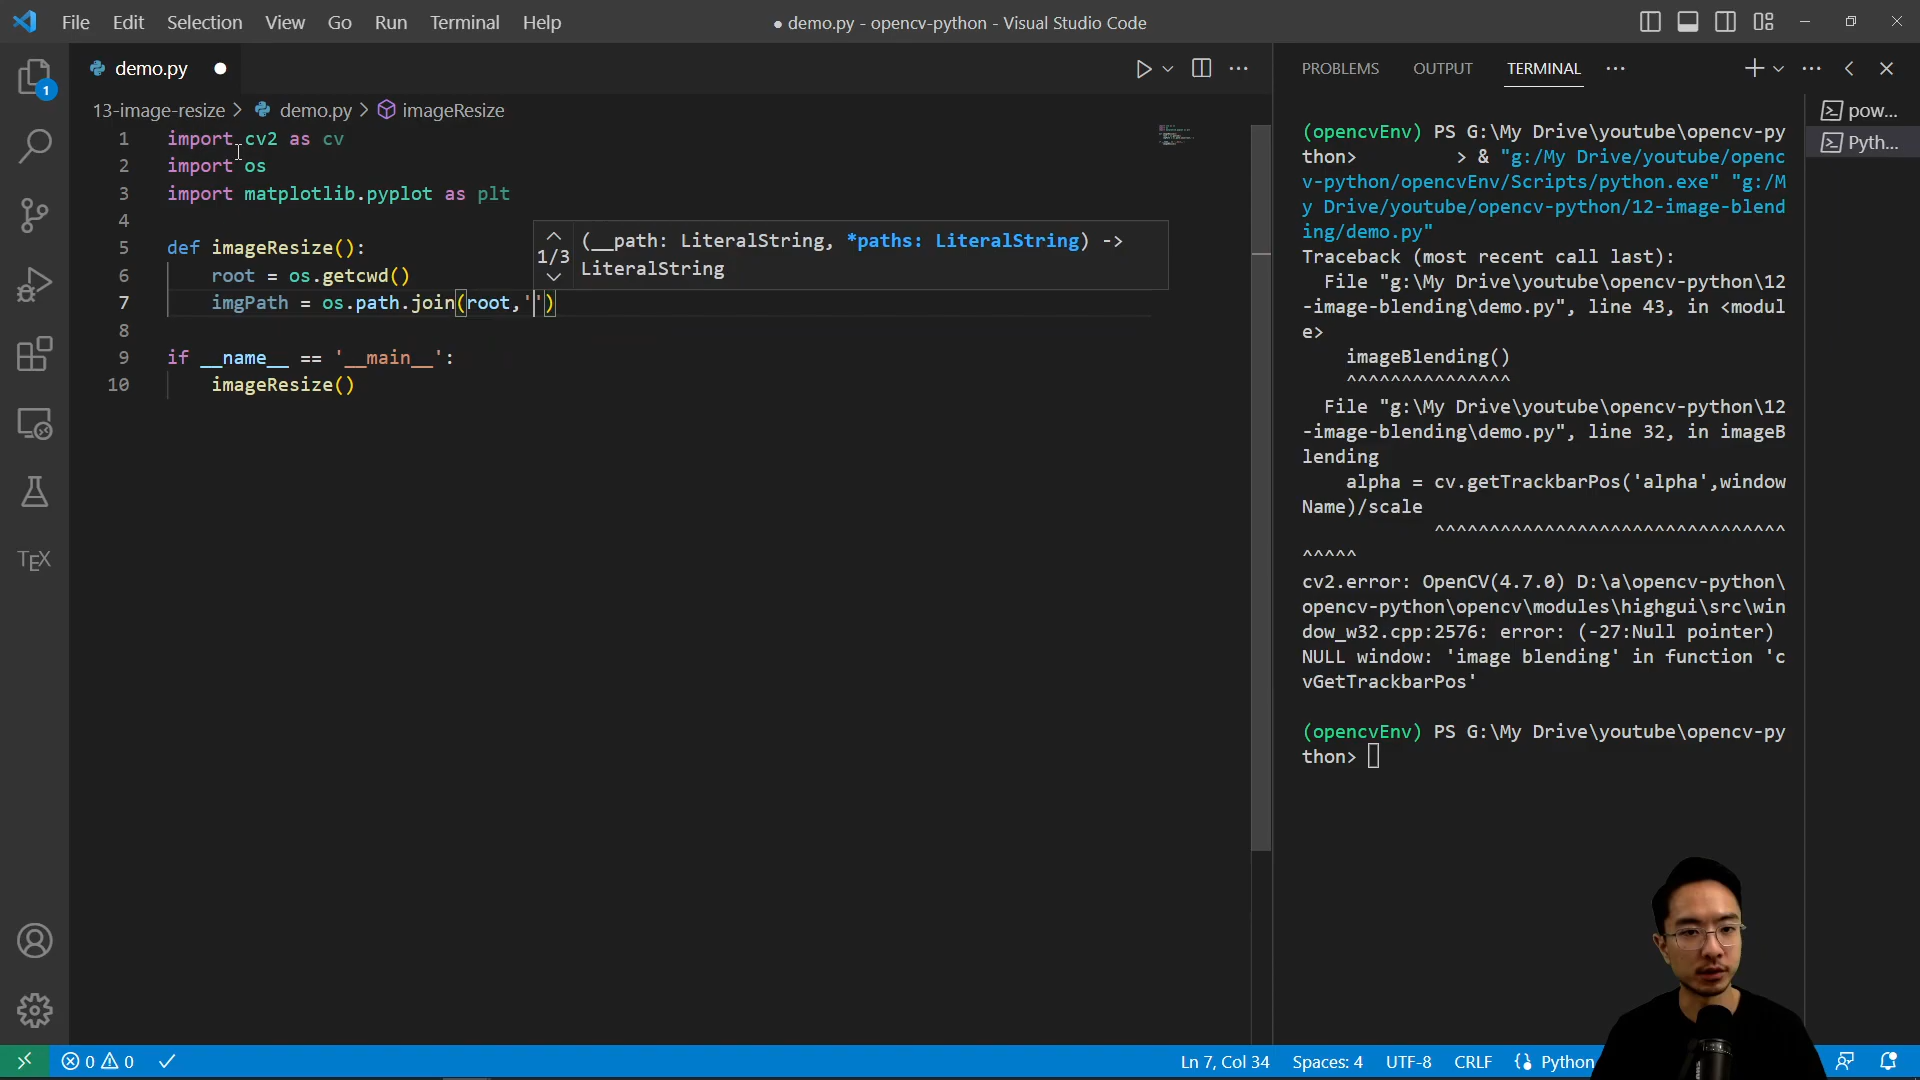 File Edit Selection View Go Run Terminal Help
● demo.py - opencv-python - Visual Studio Code
demo.py
13-image-resize > demo.py > imageResize
1 import cv2 as cv
2 import os
3 import matplotlib.pyplot as plt
4
5 def imageResize():
6 root = os.getcwd()
7 imgPath = os.path.join(root,'')
8
9 if __name__ == '__main__':
10 imageResize()
1/3
(__path: LiteralString, *paths: LiteralString) ->
LiteralString
PROBLEMS OUTPUT TERMINAL
(opencvEnv) PS G:\My Drive\youtube\opencv-py
thon> > & "g:/My Drive/youtube/openc
v-python/opencvEnv/Scripts/python.exe" "g:/M
y Drive/youtube/opencv-python/12-image-blend
ing/demo.py"
Traceback (most recent call last):
File "g:\My Drive\youtube\opencv-python\12
-image-blending\demo.py", line 43, in <modul
e>
imageBlending()
^^^^^^^^^^^^^^^
File "g:\My Drive\youtube\opencv-python\12
-image-blending\demo.py", line 32, in imageB
lending
alpha = cv.getTrackbarPos('alpha',window
Name)/scale
^^^^^^^^^^^^^^^^^^^^^^^^^^^^^^^^
^^^^^
cv2.error: OpenCV(4.7.0) D:\a\opencv-python\
opencv-python\opencv\modules\highgui\src\win
dow_w32.cpp:2576: error: (-27:Null pointer)
NULL window: 'image blending' in function 'c
vGetTrackbarPos'
(opencvEnv) PS G:\My Drive\youtube\opencv-py
thon>
pow...
Pyth...
1
TEX
0 0
Ln 7, Col 34 Spaces: 4 UTF-8 CRLF Python